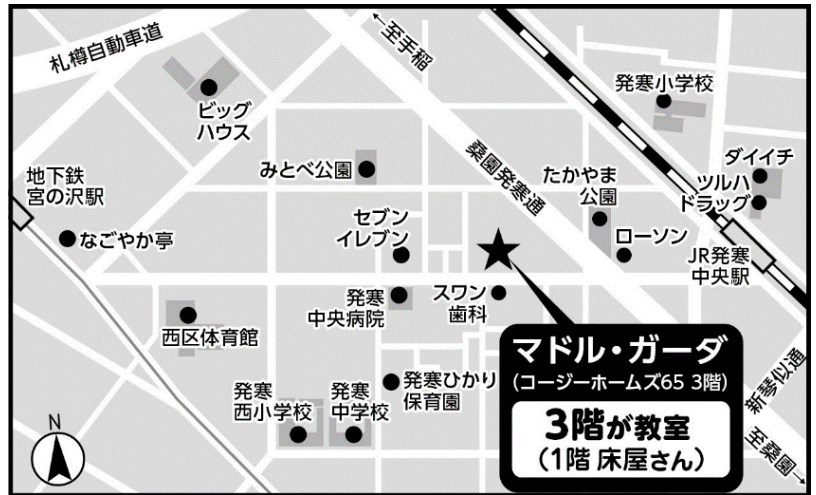 札樽自動車道
←至手稲
発寒小学校
ビッグ
ハウス
桑園発寒通
ダイイチ
みとべ公園
たかやま
公園
ツルハ
ドラッグ
地下鉄
宮の沢駅
セブン
イレブン
なごやか亭
ローソン
JR発寒
中央駅
発寒
中央病院
スワン
歯科
西区体育館
マドル・ガーダ
(コージーホームズ65 3階)
3階が教室
(1階 床屋さん)
新琴似通
発寒ひかり
保育園
発寒
西小学校
発寒
中学校
至桑園→
N